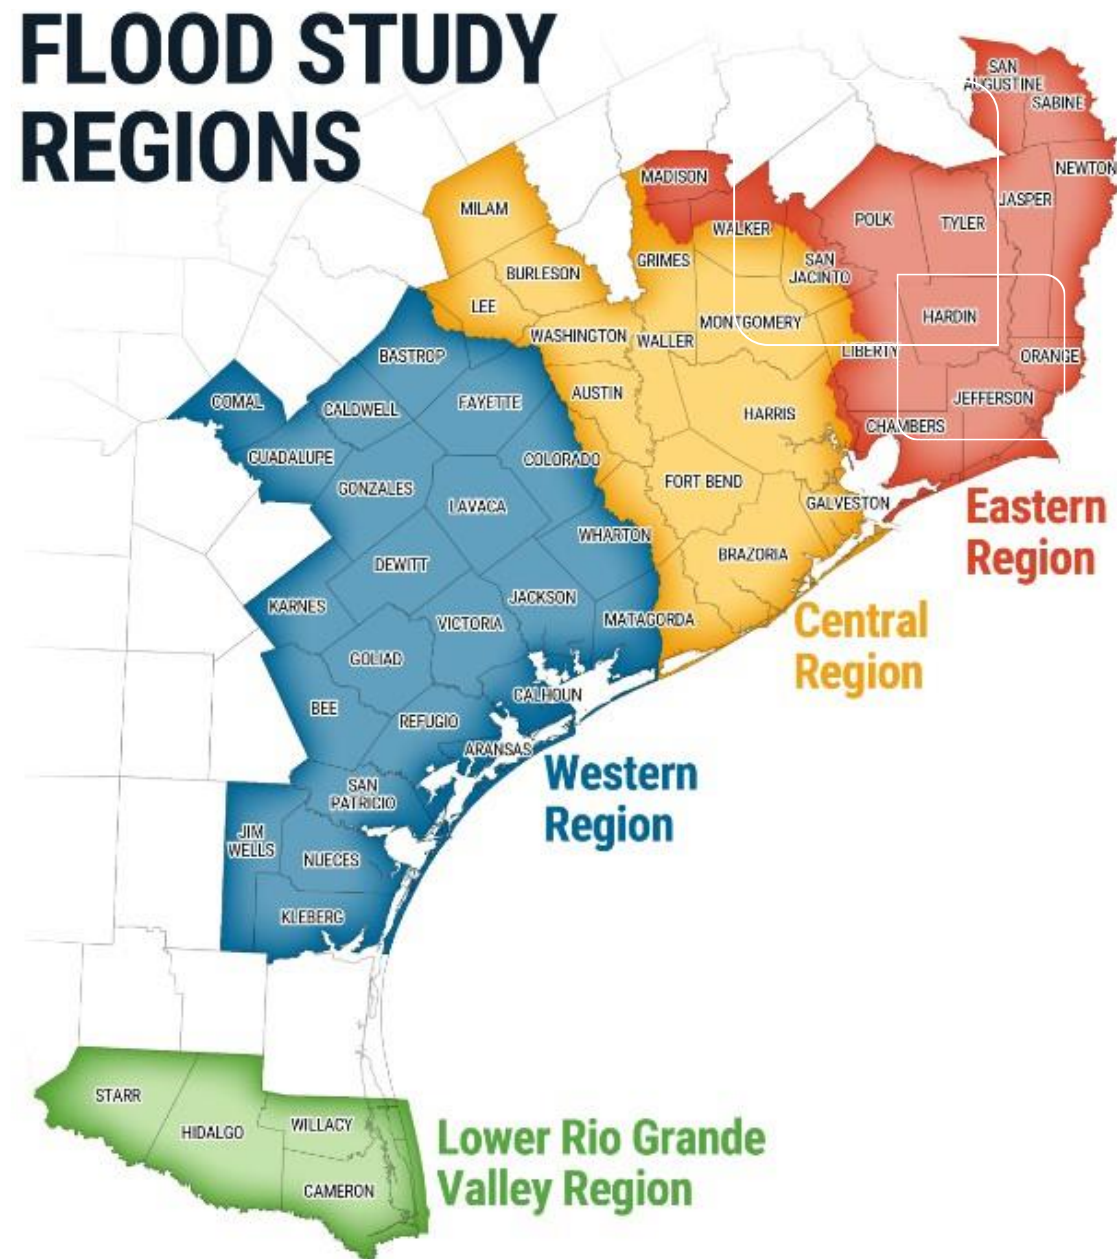 FLOOD STUDY
REGIONS
SAN
AUGUSTINE
SABINE
NEWTON
MADISON
JASPER
MILAM
POLK
TYLER
WALKER
GRIMES
SAN
JACINTO
BURLESON
LEE
HARDIN
MONTGOMERY
WASHINGTON
WALLER
LIBERTY
ORANGE
BASTROP
AUSTIN
JEFFERSON
COMAL
CALDWELL
FAYETTE
HARRIS
CHAMBERS
GUADALUPE
COLORADO
GONZALES
FORT BEND
LAVACA
GALVESTON
Eastern
Region
WHARTON
BRAZORIA
DEWITT
JACKSON
KARNES
VICTORIA
MATAGORDA
Central
Region
GOLIAD
CALHOUN
BEE
REFUGIO
ARANSAS
Western
Region
SAN
PATRICIO
JIM
WELLS
NUECES
KLEBERG
STARR
HIDALGO
WILLACY
CAMERON
Lower Rio Grande
Valley Region